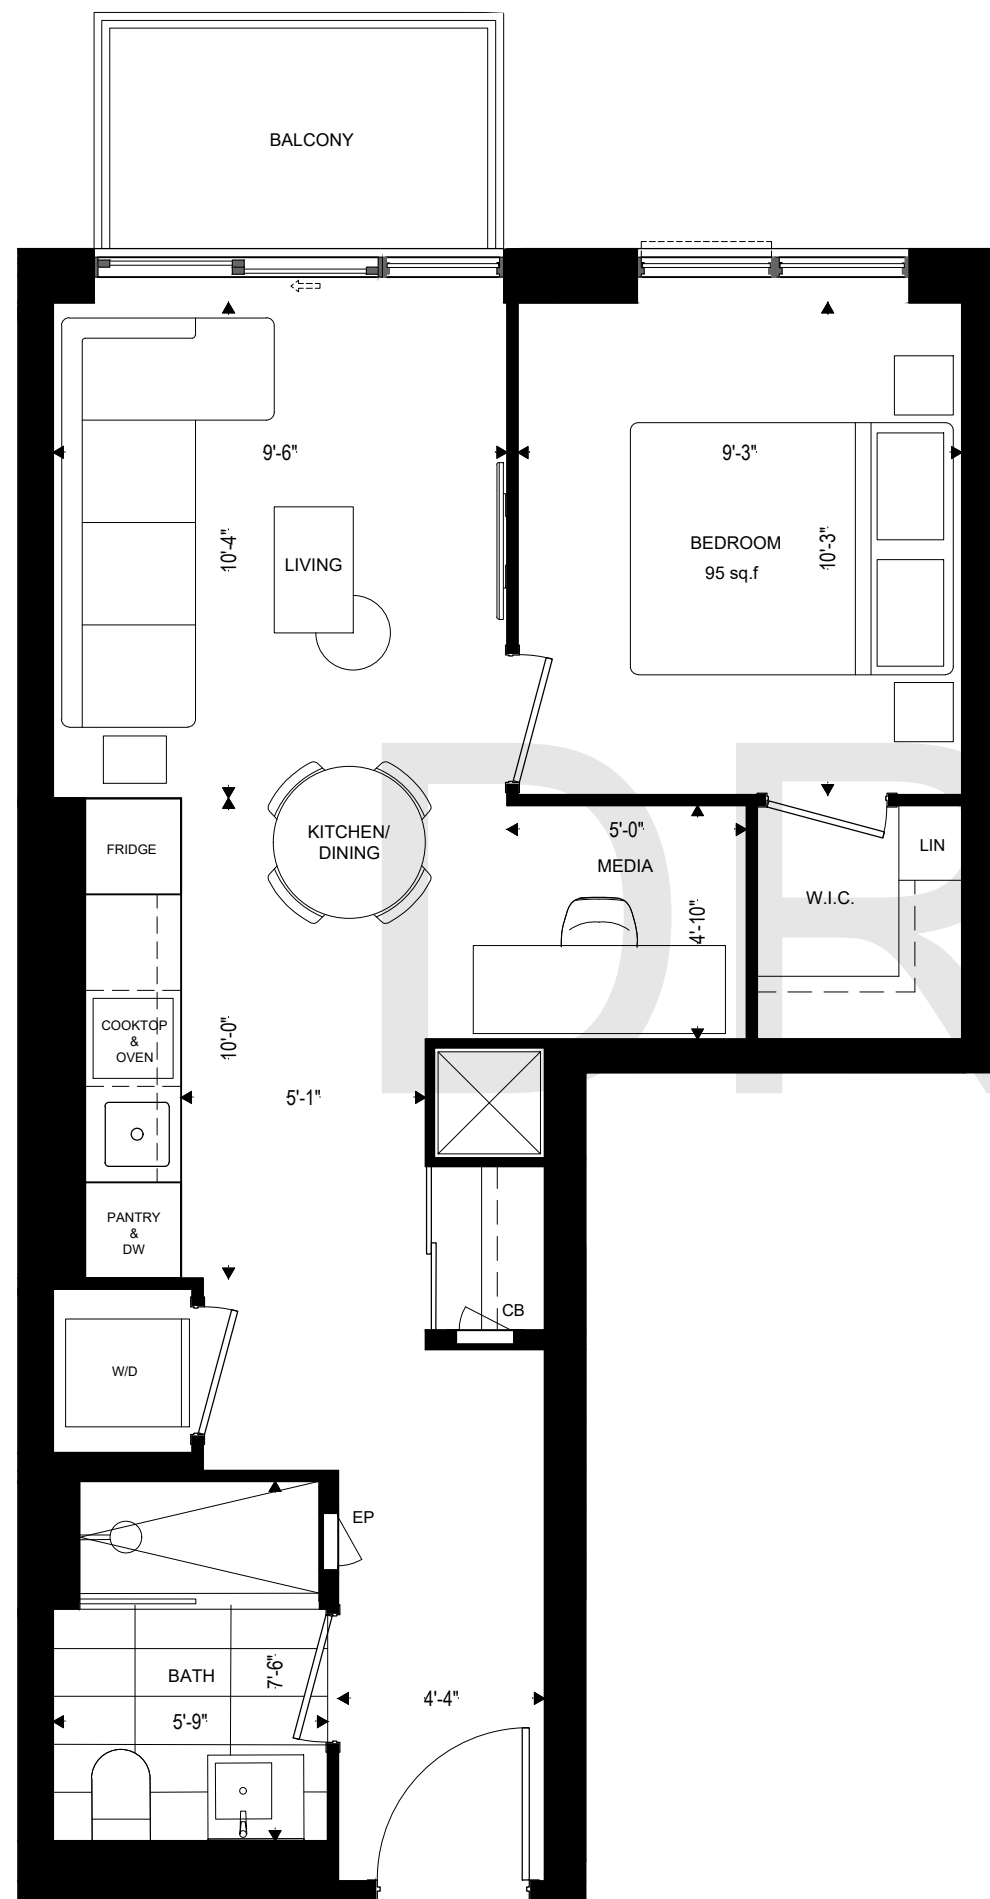 BALCONY
9'-6"
9'-3"
10'-4"
LIVING
BEDROOM
95 sq.f
10'-3"
DR
FRIDGE
KITCHEN/
DINING
5'-0"
MEDIA
4'-10"
W.I.C.
LIN
COOKTOP
&
OVEN
10'-0"
5'-1"
PANTRY
&
DW
CB
W/D
EP
BATH
7'-6"
5'-9"
4'-4"